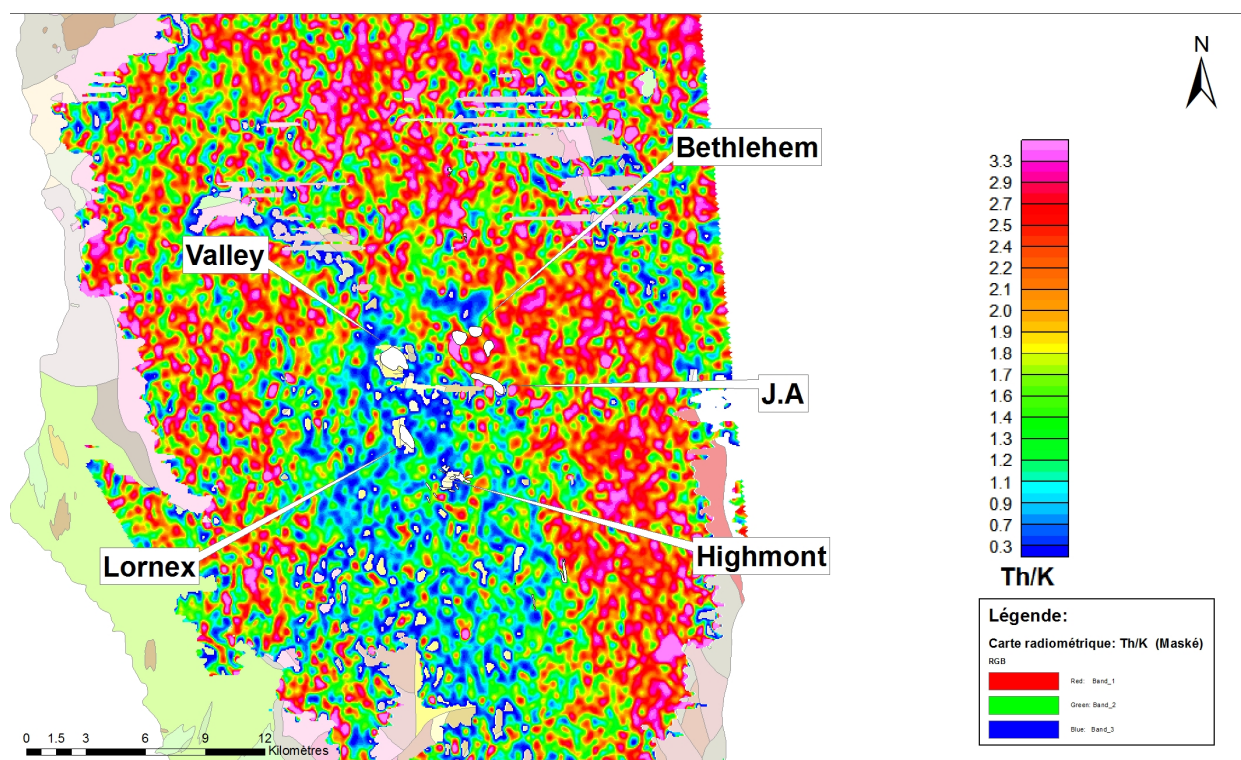 N
Bethlehem
Valley
J.A
Lornex
Highmont
3.3
2.9
2.7
2.5
2.4
2.2
2.1
2.0
1.9
1.8
1.7
1.6
1.4
1.3
1.2
1.1
0.9
0.7
0.3
Th/K
Légende:
Carte radiométrique: Th/K (Maské)
RGB
Red: Band_1
Green: Band_2
Blue: Band_3
0 1.5 3 6 9 12
Kilomètres